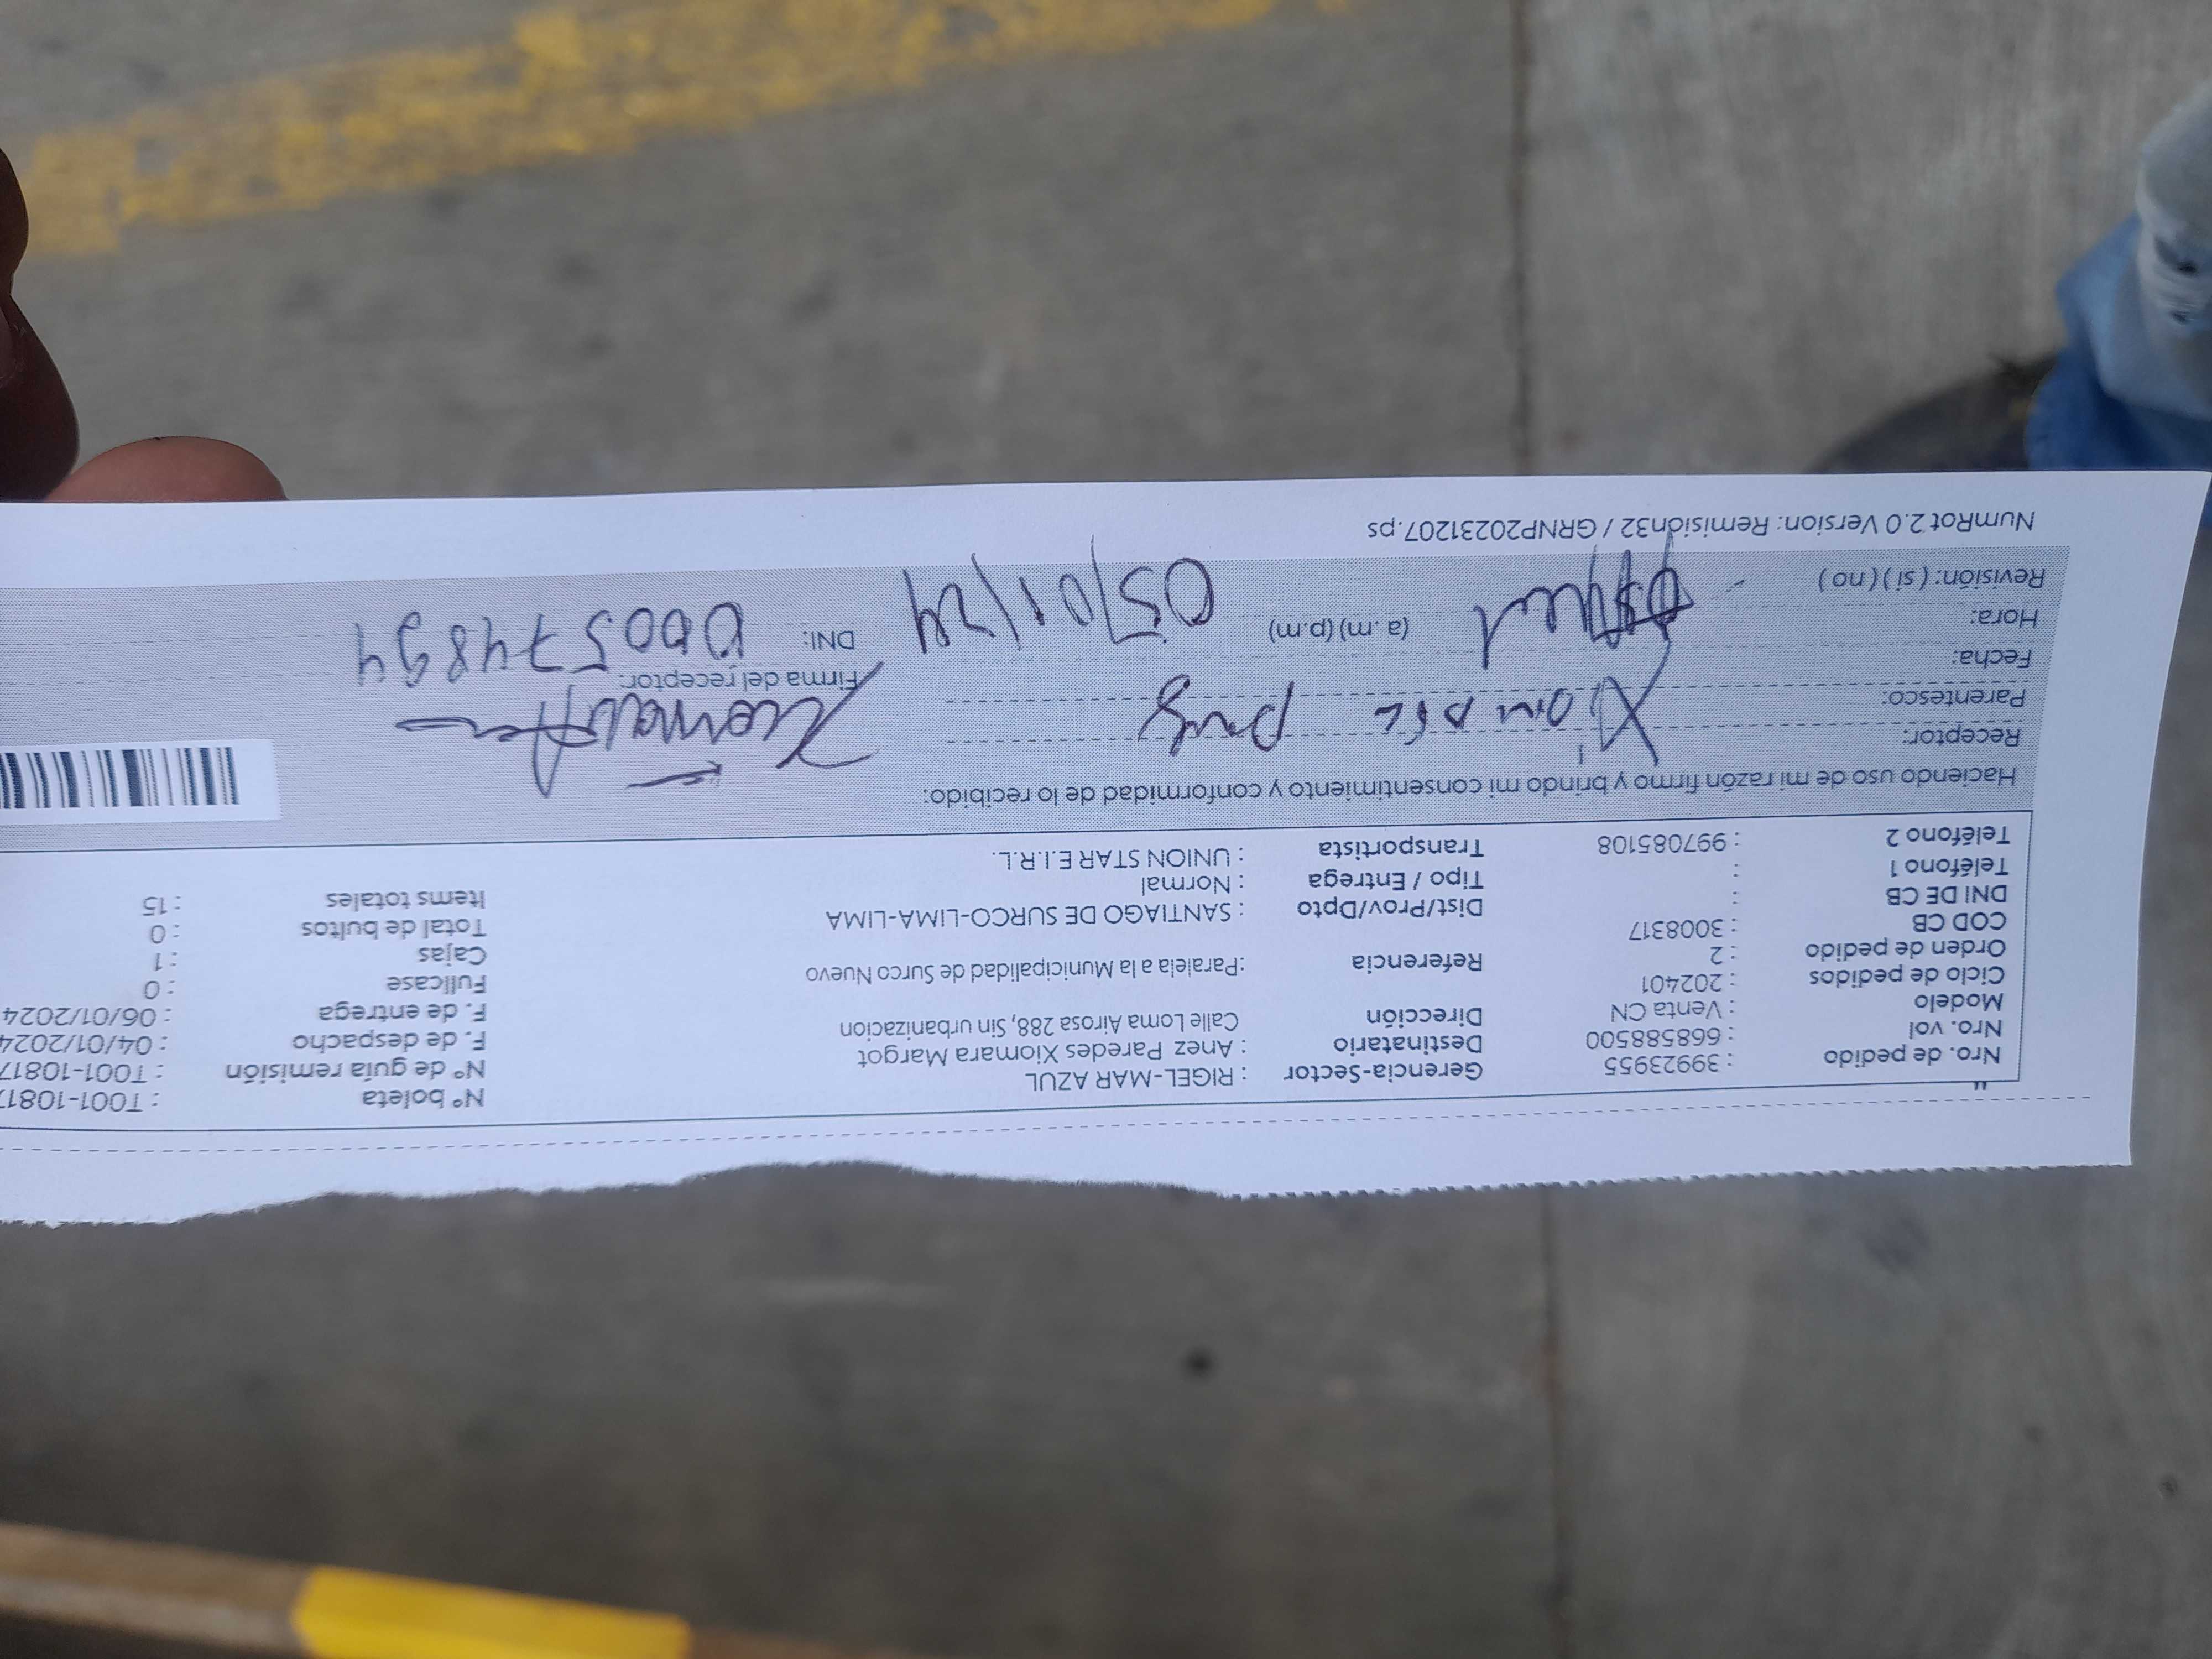 Nro. de pedido : 39923955 Gerencia-Sector : RIGEL-MAR AZUL Nº boleta : T001-10817
Nro. vol : 668588500 Destinatario : Anez Paredes Xiomara Margot Nº de guía remisión : T001-10817
Modelo : Venta CN Dirección Calle Loma Airosa 288, Sin urbanizacion F. de despacho : 04/01/2024
Ciclo de pedidos : 202401 F. de entrega : 06/01/2024
Orden de pedido : 2 Referencia :Paralela a la Municipalidad de Surco Nuevo Fullcase : 0
COD CB : 3008317 Cajas : 1
DNI DE CB : Dist/Prov/Dpto : SANTIAGO DE SURCO-LIMA-LIMA Total de bultos : 0
Teléfono 1 : Tipo / Entrega : Normal Items totales : 15
Teléfono 2 : 997085108 Transportista : UNION STAR E.I.R.L.
Haciendo uso de mi razón firmo y brindo mi consentimiento y conformidad de lo recibido:
Receptor:
Parentesco:
Fecha: Firma del receptor:
Hora: (a.m) (p.m) 05/01/24 DNI: 000574894
Revisión: ( si ) ( no )
NumRot 2.0 Version: Remisión32 / GRNP20231207.ps